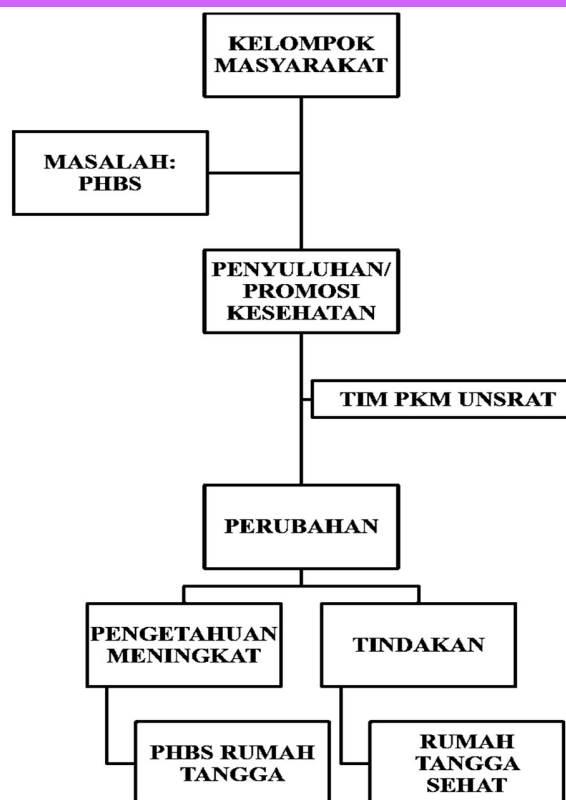 KELOMPOK
MASYARAKAT
MASALAH:
PHBS
PENYULUHAN/
PROMOSI
KESEHATAN
TIM PKM UNSRAT
PERUBAHAN
PENGETAHUAN
MENINGKAT
TINDAKAN
PHBS RUMAH
TANGGA
RUMAH
TANGGA
SEHAT